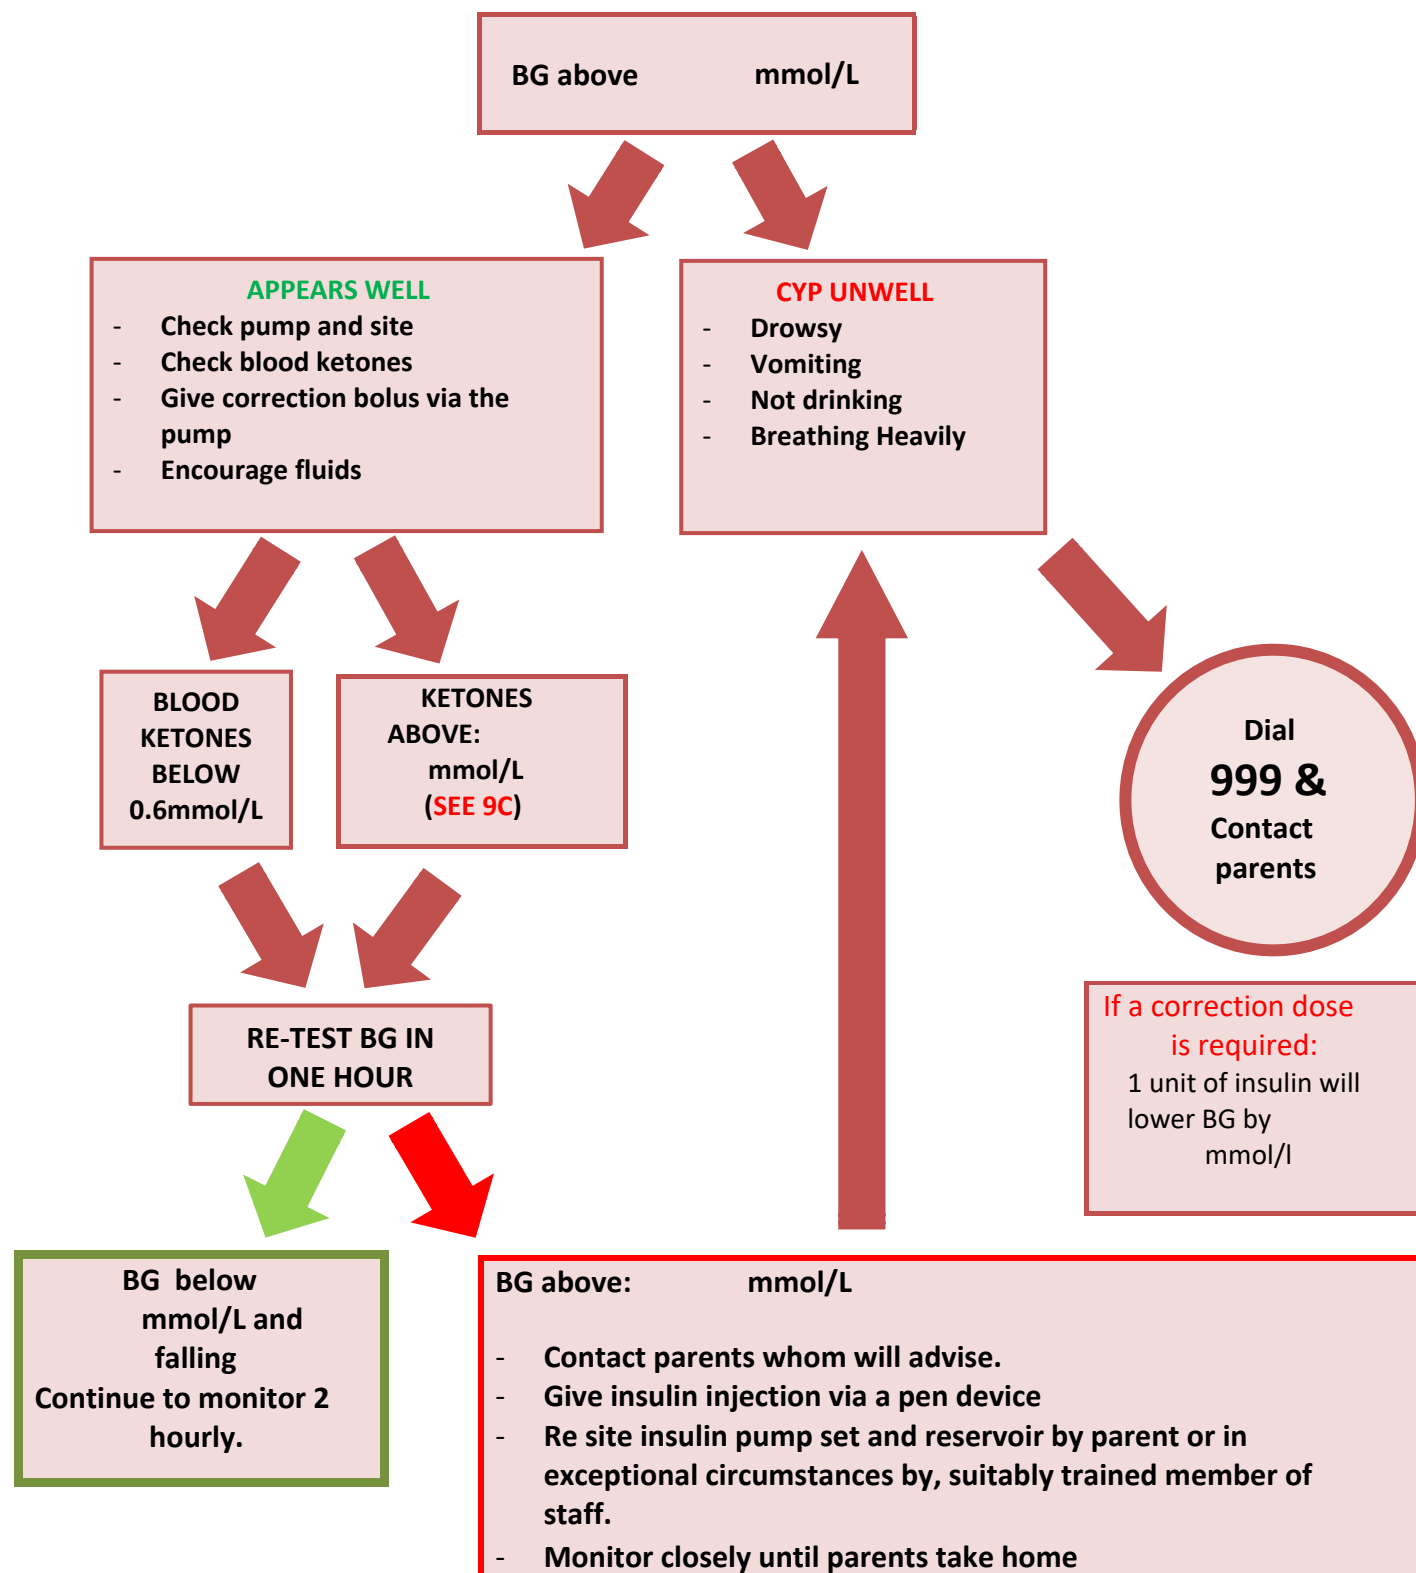 BG above mmol/L
APPEARS WELL
- Check pump and site
- Check blood ketones
- Give correction bolus via the
pump
- Encourage fluids
CYP UNWELL
- Drowsy
- Vomiting
- Not drinking
- Breathing Heavily
BLOOD
KETONES
BELOW
0.6mmol/L
KETONES
ABOVE:
mmol/L
(SEE 9C)
Dial
999 &
Contact
parents
RE-TEST BG IN
ONE HOUR
If a correction dose
is required:
1 unit of insulin will
lower BG by
mmol/l
BG below
mmol/L and
falling
Continue to monitor 2
hourly.
BG above: mmol/L
- Contact parents whom will advise.
- Give insulin injection via a pen device
- Re site insulin pump set and reservoir by parent or in
exceptional circumstances by, suitably trained member of
staff.
- Monitor closely until parents take home